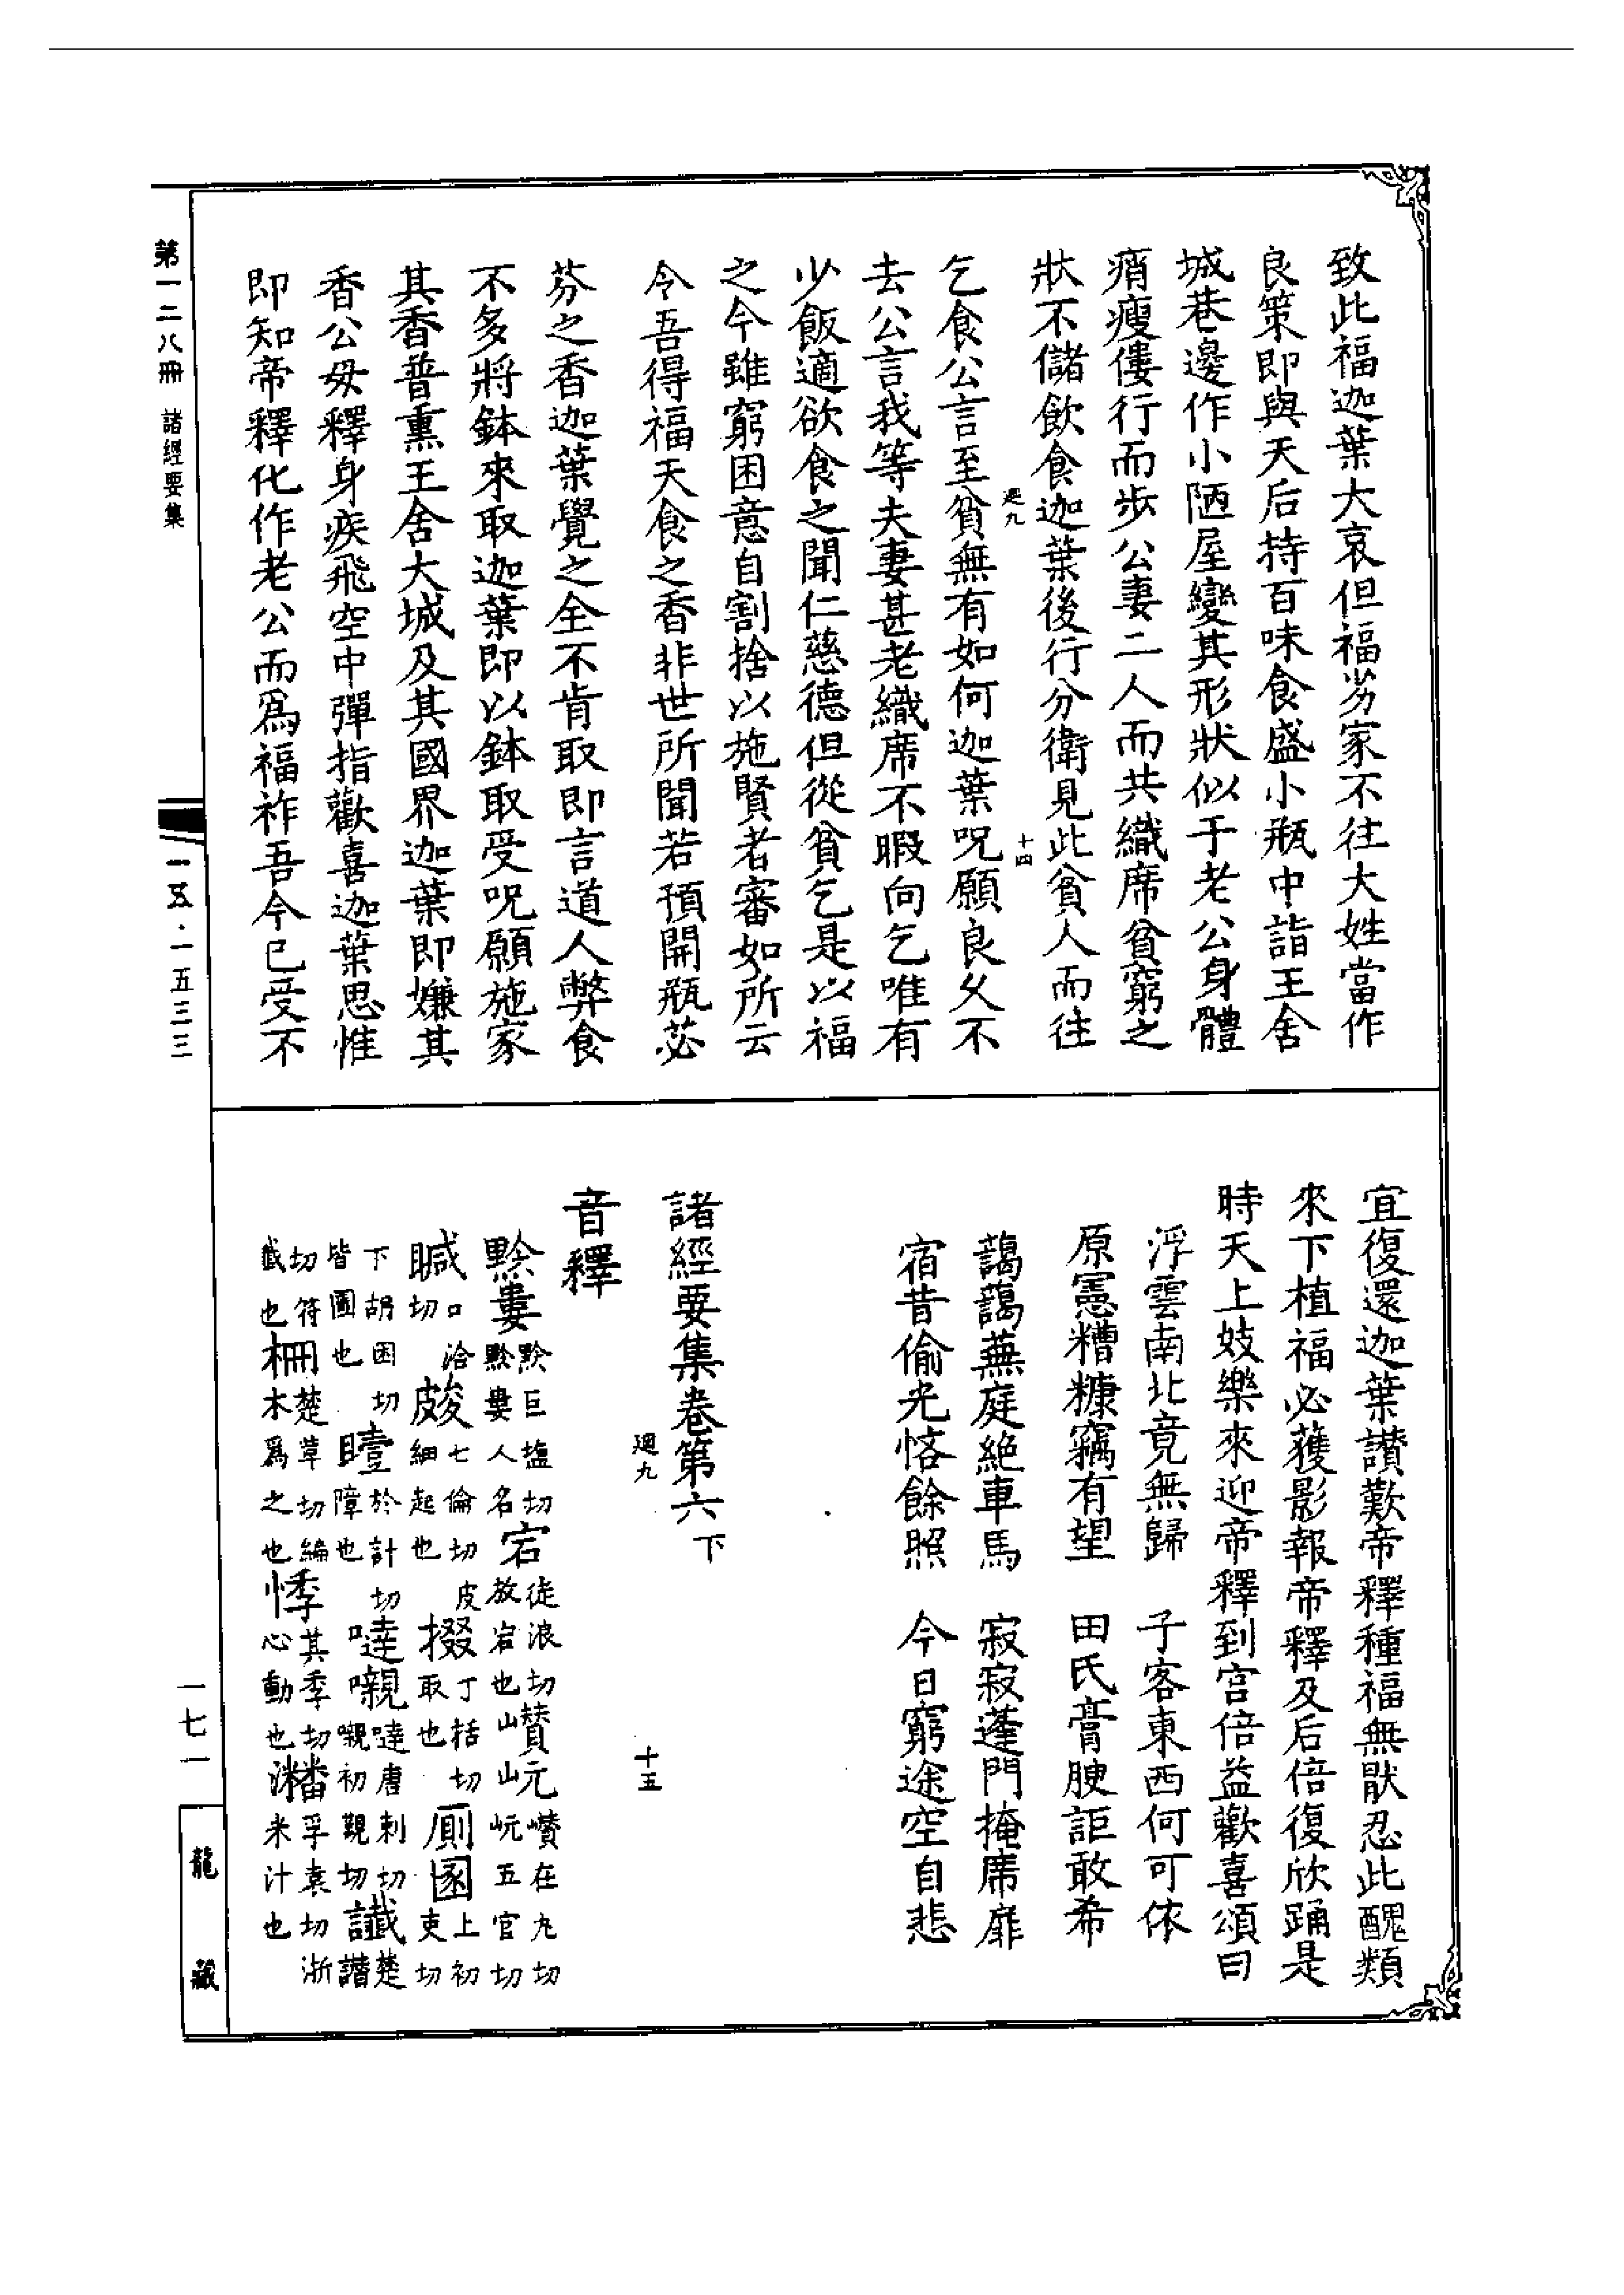 致此福迦葉大哀但福劣家不往大姓當作
良策即與天后持百味食盛小瓶中詣王舍
城巷邊作小陋屋變其形狀似于老公身體
痟瘦僂行而步公妻二人而共織席貧窮之
狀不儲飲食迦葉後行分衛見此貧人而往
週九
十四
乞食公言至貧無有如何迦葉呪願良久不
去公言我等夫妻甚老織席不暇向乞唯有
少飯適欲食之聞仁慈德但從貧乞是以福
之今雖窮困意自割捨以施賢者審如所云
令吾得福天食之香非世所聞若預開瓶苾
芬之香迦葉覺之全不肯取即言道人弊食
不多將鉢來取迦葉即以鉢取受呪願施家
其香普熏王舍大城及其國界迦葉即嫌其
香公毋釋身疾飛空中彈指歡喜迦葉思惟
即知帝釋化作老公而爲福祚吾今已受不
宜復還迦葉讃歎帝釋種福無猒忍此醜類
來下植福必獲影報帝釋及后倍復欣踊是
時天上妓樂來迎帝釋到宮倍益歡喜頌曰
浮雲南北竟無歸　子客東西何可依
原憲糟糠竊有望　田氏膏腴詎敢希
藹藹蕪庭絕車馬　寂寂蓬門掩席扉
宿昔偷光恡餘照　今日窮途空自悲
諸經要集卷第六下
週九
十五
音釋
黔婁黔巨塩切黔婁人名宕徒浪切放宕也巑岏巑在丸切岏五官切
瞰口洽切皴七倫切皮細起也掇丁括切取也厠圂上初吏切
下胡困切皆圊也瞖於計切障也噠嚫噠唐剌切嚫初覲切讖楚譖
切符讖也柵楚革切編木爲之也悸其季切心動也潘孚袁切淅米汁也
第一二八冊　諸經要集
一五·一五三三
一七一
龍藏